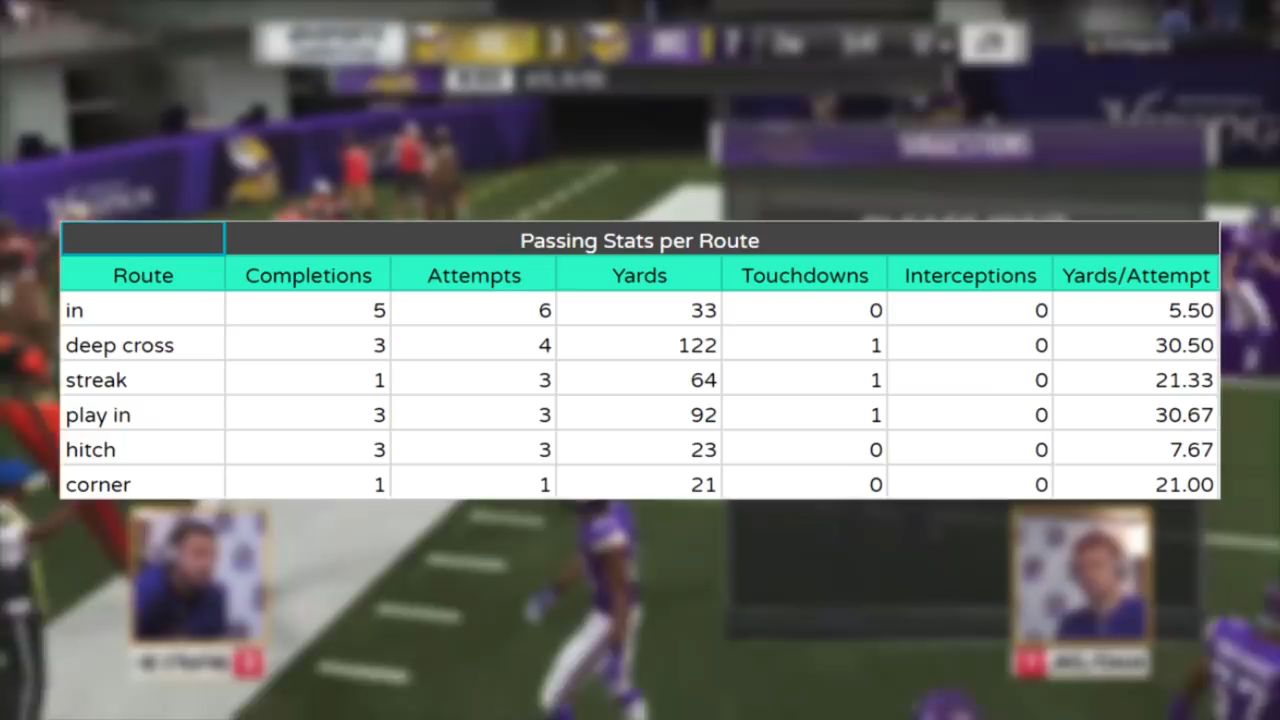 Passing Stats per Route
Route Completions Attempts Yards Touchdowns Interceptions Yards/Attempt
in 5 6 33 0 0 5.50
deep cross 3 4 122 1 0 30.50
streak 1 3 64 1 0 21.33
play in 3 3 92 1 0 30.67
hitch 3 3 23 0 0 7.67
corner 1 1 21 0 0 21.00